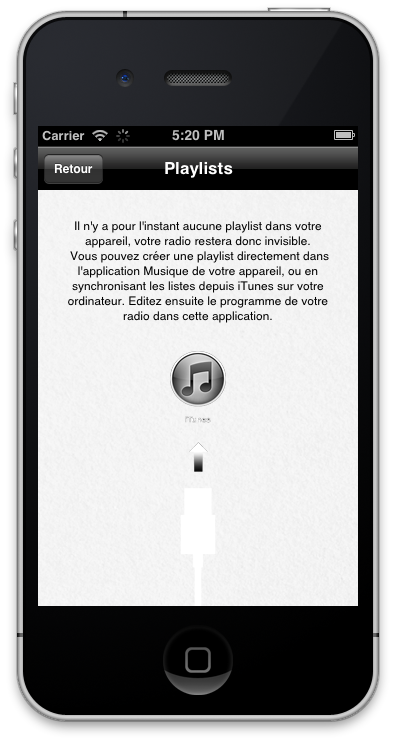 Carrier 5:20 PM
Retour Playlists
Il n'y a pour l'instant aucune playlist dans votre
appareil, votre radio restera donc invisible.
Vous pouvez créer une playlist directement dans
l'application Musique de votre appareil, ou en
synchronisant les listes depuis iTunes sur votre
ordinateur. Editez ensuite le programme de votre
radio dans cette application.
iTunes